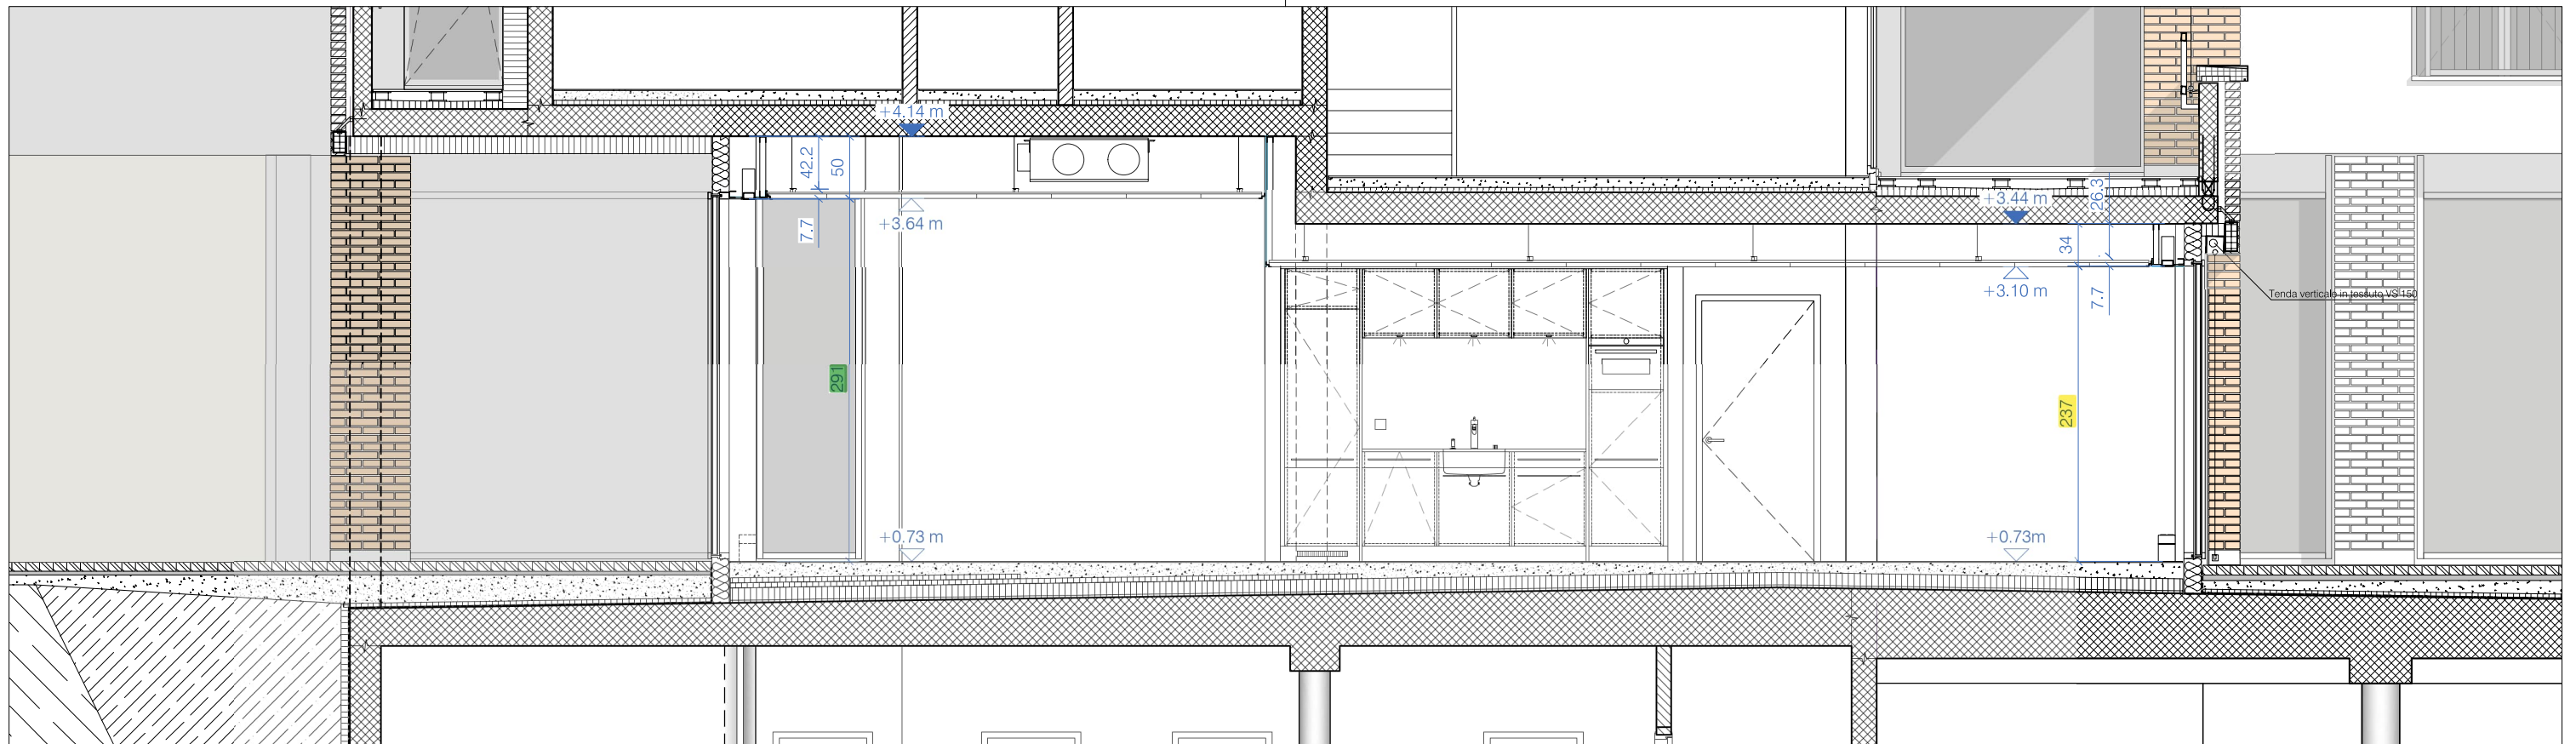 +4.14 m
42.2
50
7.7
+3.64 m
291
+0.73 m
+3.44 m
26.3
34
+3.10 m
7.7
Tenda verticale in tessuto VS 150
237
+0.73m